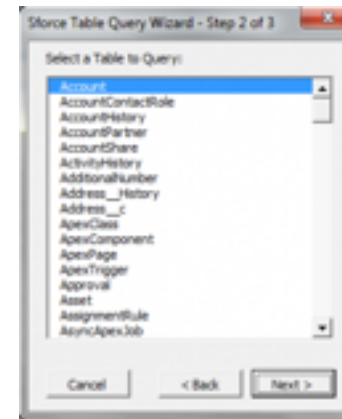 Sforce Table Query Wizard - Step 2 of 3
Select a Table to Query:
Account
AccountContactRole
AccountHistory
AccountPartner
AccountShare
ActivityHistory
AdditionalNumber
Address__History
Address__c
ApexClass
ApexComponent
ApexPage
ApexTrigger
Approval
Asset
AssignmentRule
AsyncApexJob
Cancel
< Back
Next >